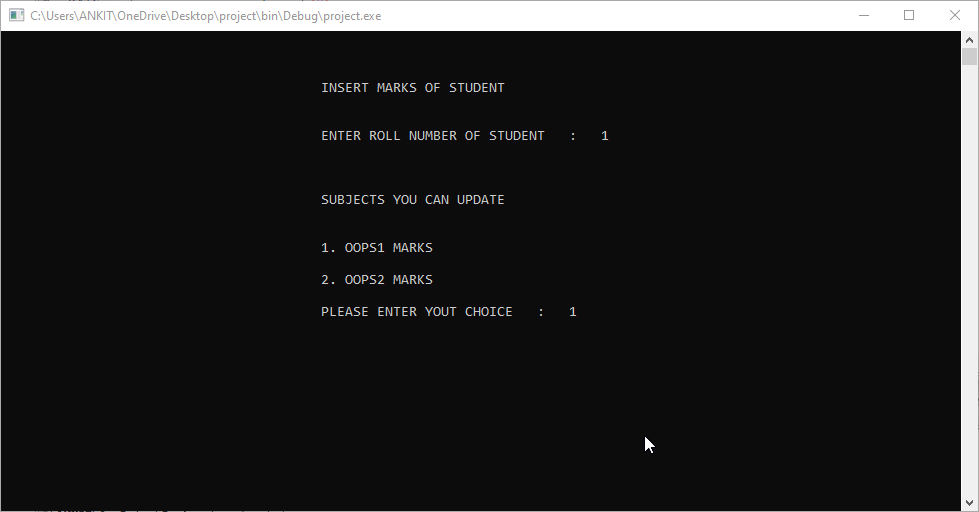 C:\Users\ANKIT\OneDrive\Desktop\project\bin\Debug\project.exe
INSERT MARKS OF STUDENT
ENTER ROLL NUMBER OF STUDENT : 1
SUBJECTS YOU CAN UPDATE
1. OOPS1 MARKS
2. OOPS2 MARKS
PLEASE ENTER YOUT CHOICE : 1